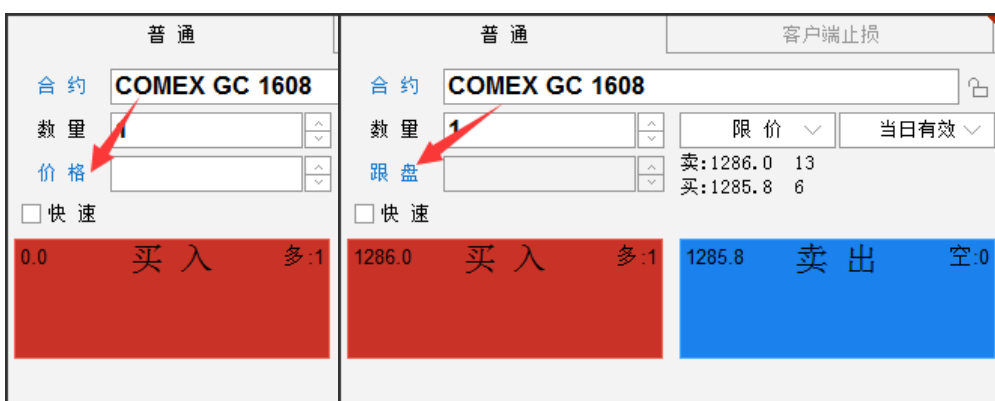 普通
合约 COMEX GC 1608
数量 1
价格
快速
0.0 买入 多:1
普通 客户端止损
合约 COMEX GC 1608
数量 1 限价 当日有效
跟盘 卖:1286.0 13
买:1285.8 6
快速
1286.0 买入 多:1 1285.8 卖出 空:0